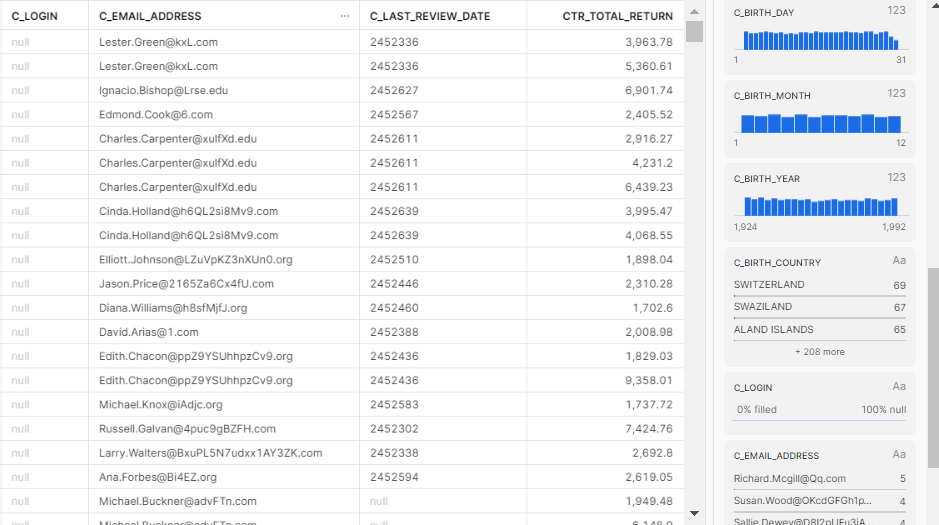 C_LOGIN C_EMAIL_ADDRESS ... C_LAST_REVIEW_DATE CTR_TOTAL_RETURN
null Lester.Green@kxL.com 2452336 3,963.78
null Lester.Green@kxL.com 2452336 5,360.61
null Ignacio.Bishop@Lrse.edu 2452627 6,901.74
null Edmond.Cook@6.com 2452567 2,405.52
null Charles.Carpenter@xulfXd.edu 2452611 2,916.27
null Charles.Carpenter@xulfXd.edu 2452611 4,231.2
null Charles.Carpenter@xulfXd.edu 2452611 6,439.23
null Cinda.Holland@h6QL2si8Mv9.com 2452639 3,995.47
null Cinda.Holland@h6QL2si8Mv9.com 2452639 4,068.55
null Elliott.Johnson@LZuVpKZ3nXUn0.org 2452510 1,898.04
null Jason.Price@2165Za6Cx4fU.com 2452446 2,310.28
null Diana.Williams@h8sfMjfJ.org 2452460 1,702.6
null David.Arias@1.com 2452388 2,008.98
null Edith.Chacon@ppZ9YSUhhpzCv9.org 2452436 1,829.03
null Edith.Chacon@ppZ9YSUhhpzCv9.org 2452436 9,358.01
null Michael.Knox@iAdjc.org 2452583 1,737.72
null Russell.Galvan@4puc9gBZFH.com 2452302 7,424.76
null Larry.Walters@BxuPL5N7udxx1AY3ZK.com 2452338 2,692.8
null Ana.Forbes@Bi4EZ.org 2452594 2,619.05
null Michael.Buckner@advFTn.com null 1,949.48
null Michael.Buckner@advFTn.com 6,148.9
C_BIRTH_DAY 123
1 31
C_BIRTH_MONTH 123
1 12
C_BIRTH_YEAR 123
1,924 1,992
C_BIRTH_COUNTRY Aa
SWITZERLAND 69
SWAZILAND 67
ALAND ISLANDS 65
+ 208 more
C_LOGIN Aa
0% filled 100% null
C_EMAIL_ADDRESS Aa
Richard.Mcgill@Qq.com 5
Susan.Wood@OKcdGFGh1p... 4
4